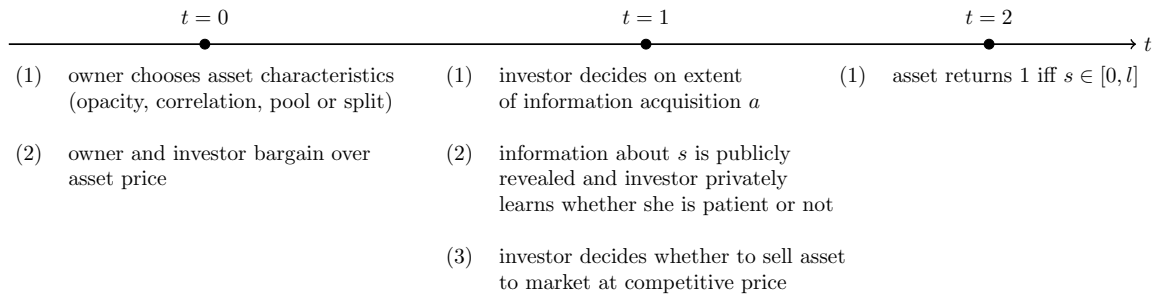 t = 0
t = 1
t = 2
t
(1) owner chooses asset characteristics
(opacity, correlation, pool or split)
(2) owner and investor bargain over
asset price
(1) investor decides on extent
of information acquisition a
(2) information about s is publicly
revealed and investor privately
learns whether she is patient or not
(3) investor decides whether to sell asset
to market at competitive price
(1) asset returns 1 iff s ∈ [0, l]